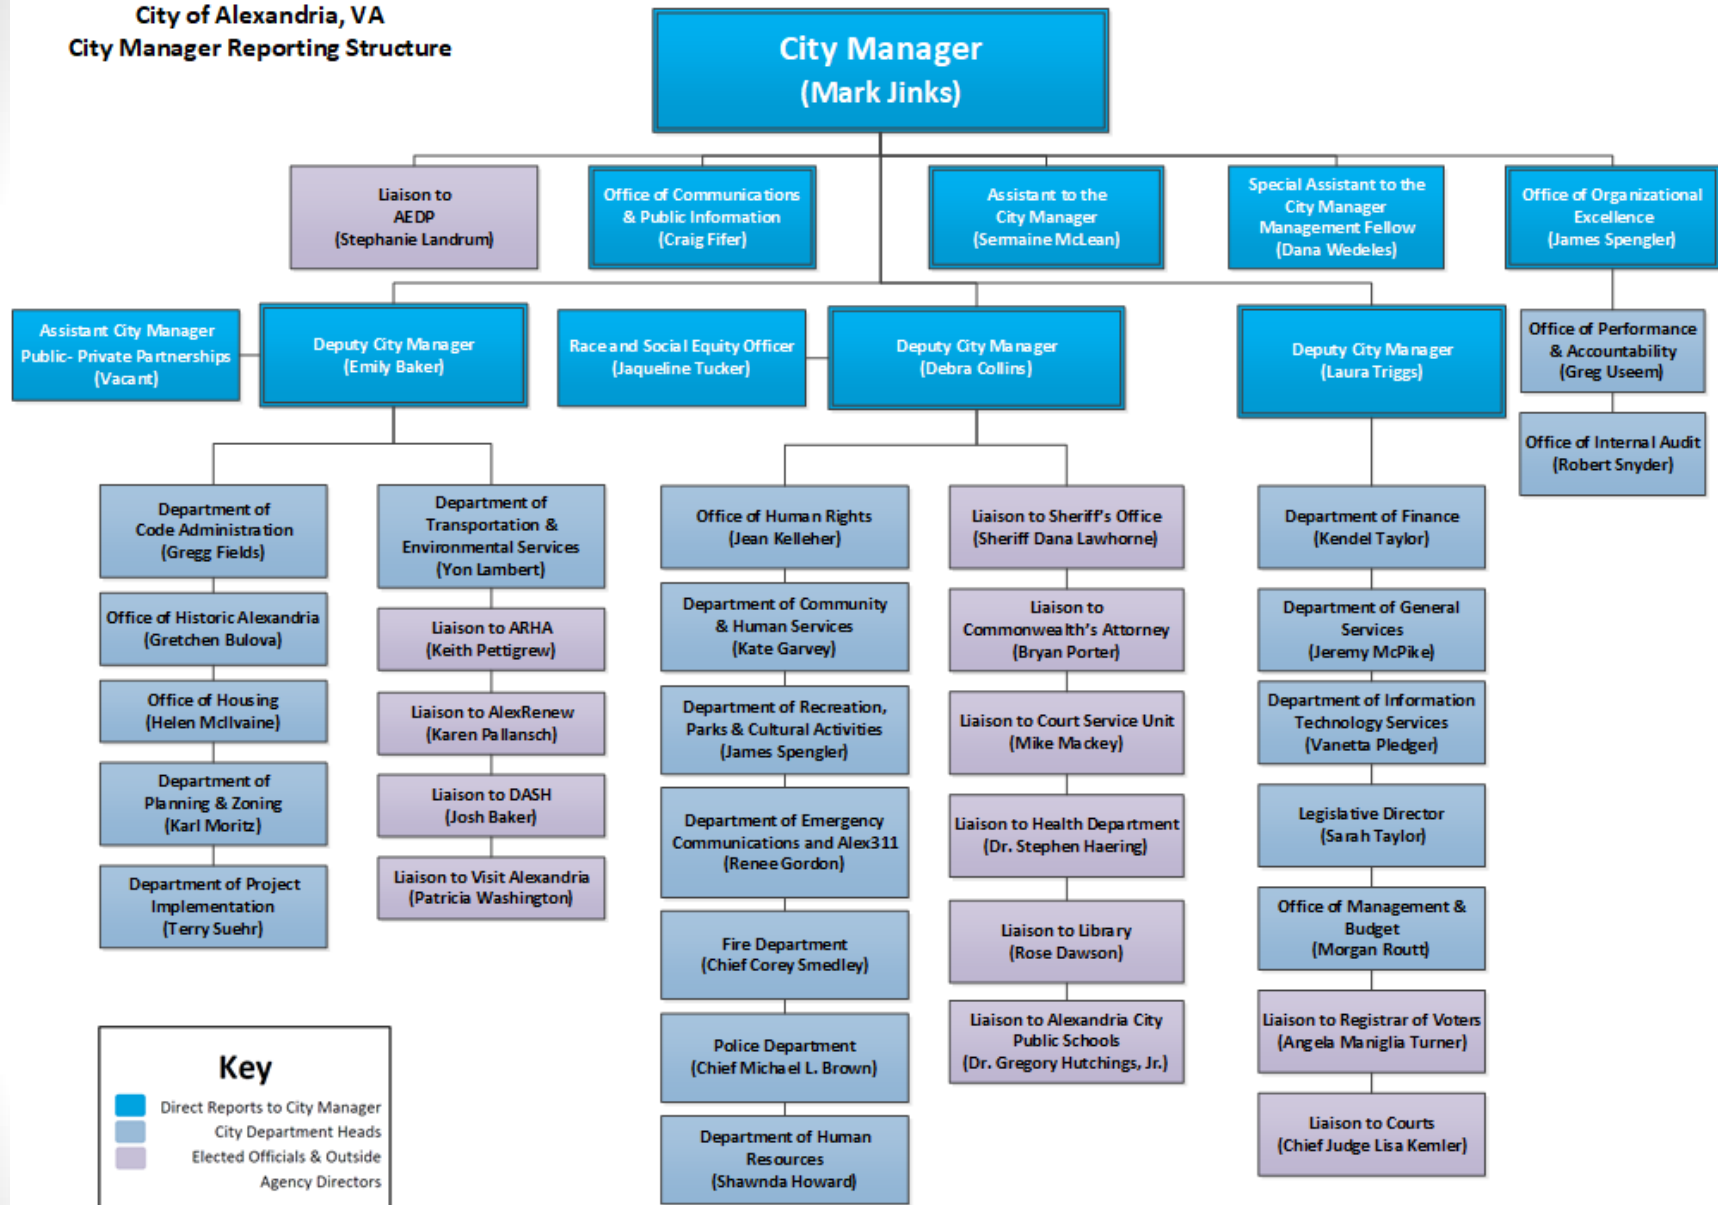 City of Alexandria, VA
City Manager Reporting Structure
City Manager
(Mark Jinks)
Liaison to
AEDP
(Stephanie Landrum)
Office of Communications
& Public Information
(Craig Fifer)
Assistant to the
City Manager
(Sermaine McLean)
Special Assistant to the
City Manager
Management Fellow
(Dana Wedeles)
Office of Organizational
Excellence
(James Spengler)
Assistant City Manager
Public- Private Partnerships
(Vacant)
Deputy City Manager
(Emily Baker)
Race and Social Equity Officer
(Jaqueline Tucker)
Deputy City Manager
(Debra Collins)
Deputy City Manager
(Laura Triggs)
Office of Performance
& Accountability
(Greg Useem)
Office of Internal Audit
(Robert Snyder)
Department of
Code Administration
(Gregg Fields)
Office of Historic Alexandria
(Gretchen Bulova)
Office of Housing
(Helen McIlvaine)
Department of
Planning & Zoning
(Karl Moritz)
Department of Project
Implementation
(Terry Suehr)
Department of
Transportation &
Environmental Services
(Yon Lambert)
Liaison to ARHA
(Keith Pettigrew)
Liaison to AlexRenew
(Karen Pallansch)
Liaison to DASH
(Josh Baker)
Liaison to Visit Alexandria
(Patricia Washington)
Office of Human Rights
(Jean Kelleher)
Department of Community
& Human Services
(Kate Garvey)
Department of Recreation,
Parks & Cultural Activities
(James Spengler)
Department of Emergency
Communications and Alex311
(Renee Gordon)
Fire Department
(Chief Corey Smedley)
Police Department
(Chief Michael L. Brown)
Department of Human
Resources
(Shawnda Howard)
Liaison to Sheriff's Office
(Sheriff Dana Lawhorne)
Liaison to
Commonwealth's Attorney
(Bryan Porter)
Liaison to Court Service Unit
(Mike Mackey)
Liaison to Health Department
(Dr. Stephen Haering)
Liaison to Library
(Rose Dawson)
Liaison to Alexandria City
Public Schools
(Dr. Gregory Hutchings, Jr.)
Department of Finance
(Kendel Taylor)
Department of General
Services
(Jeremy McPike)
Department of Information
Technology Services
(Vanetta Pledger)
Legislative Director
(Sarah Taylor)
Office of Management &
Budget
(Morgan Routt)
Liaison to Registrar of Voters
(Angela Maniglia Turner)
Liaison to Courts
(Chief Judge Lisa Kemler)
Key
Direct Reports to City Manager
City Department Heads
Elected Officials & Outside
Agency Directors